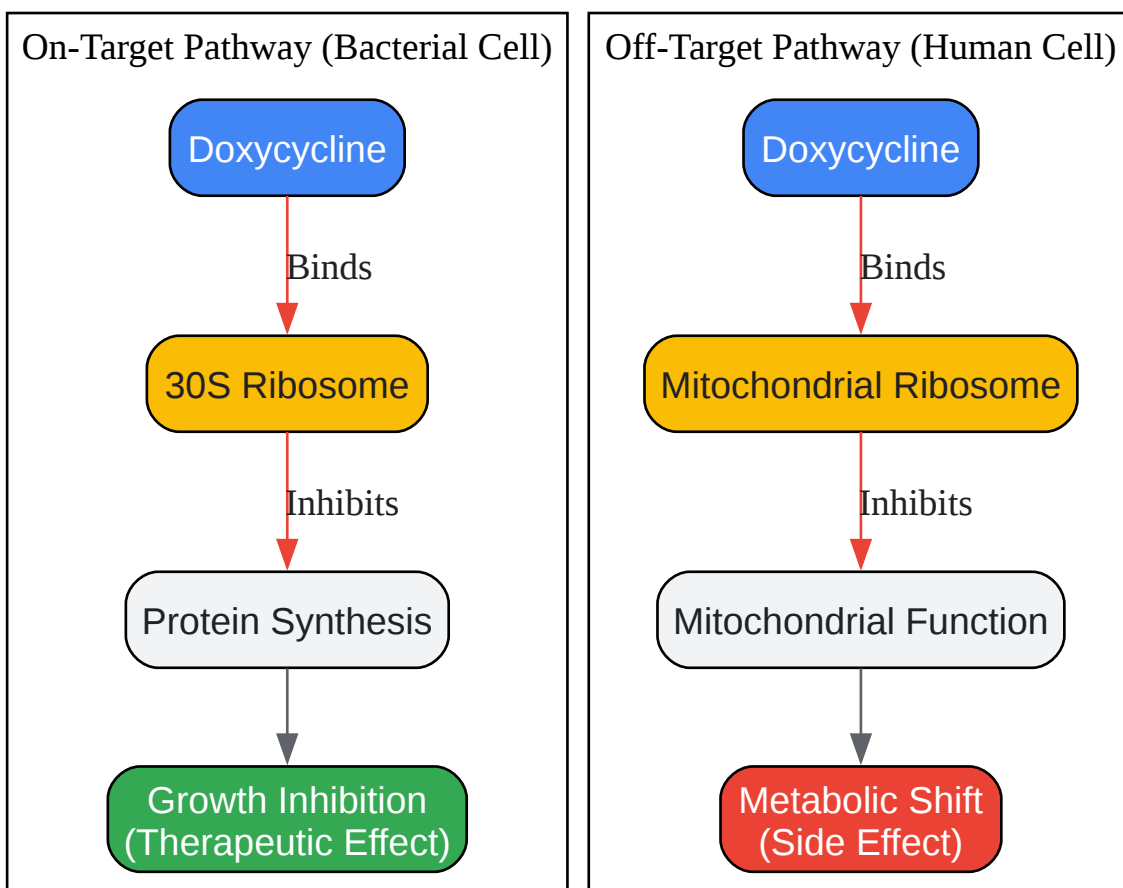 On-Target Pathway (Bacterial Cell)
Doxycycline
Binds
30S Ribosome
Inhibits
Protein Synthesis
Growth Inhibition
(Therapeutic Effect)
Off-Target Pathway (Human Cell)
Doxycycline
Binds
Mitochondrial Ribosome
Inhibits
Mitochondrial Function
Metabolic Shift
(Side Effect)